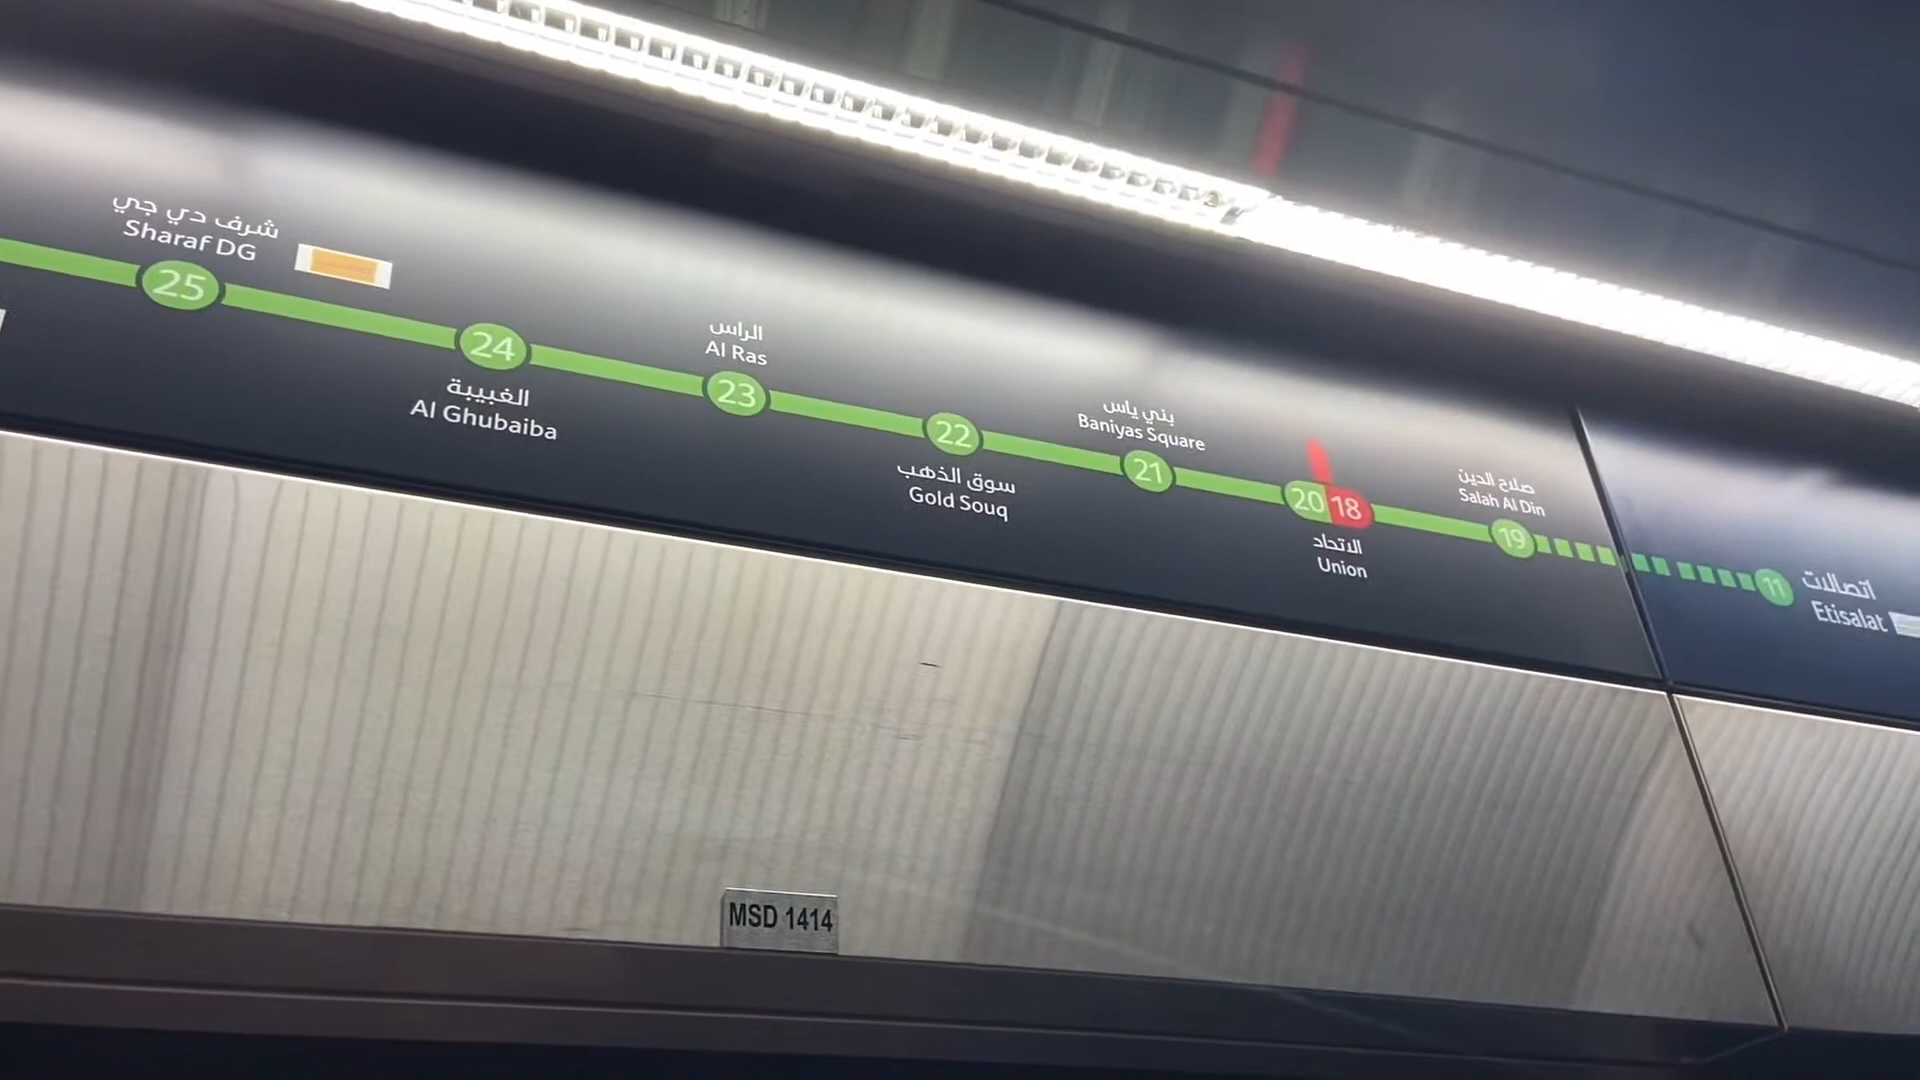 شرف دي جي
Sharaf DG
25
24
الغبيبة
Al Ghubaiba
الراس
Al Ras
23
22
سوق الذهب
Gold Souq
بني ياس
Baniyas Square
21
20 18
الاتحاد
Union
صلاح الدين
Salah Al Din
19
11
اتصالات
Etisalat
MSD 1414